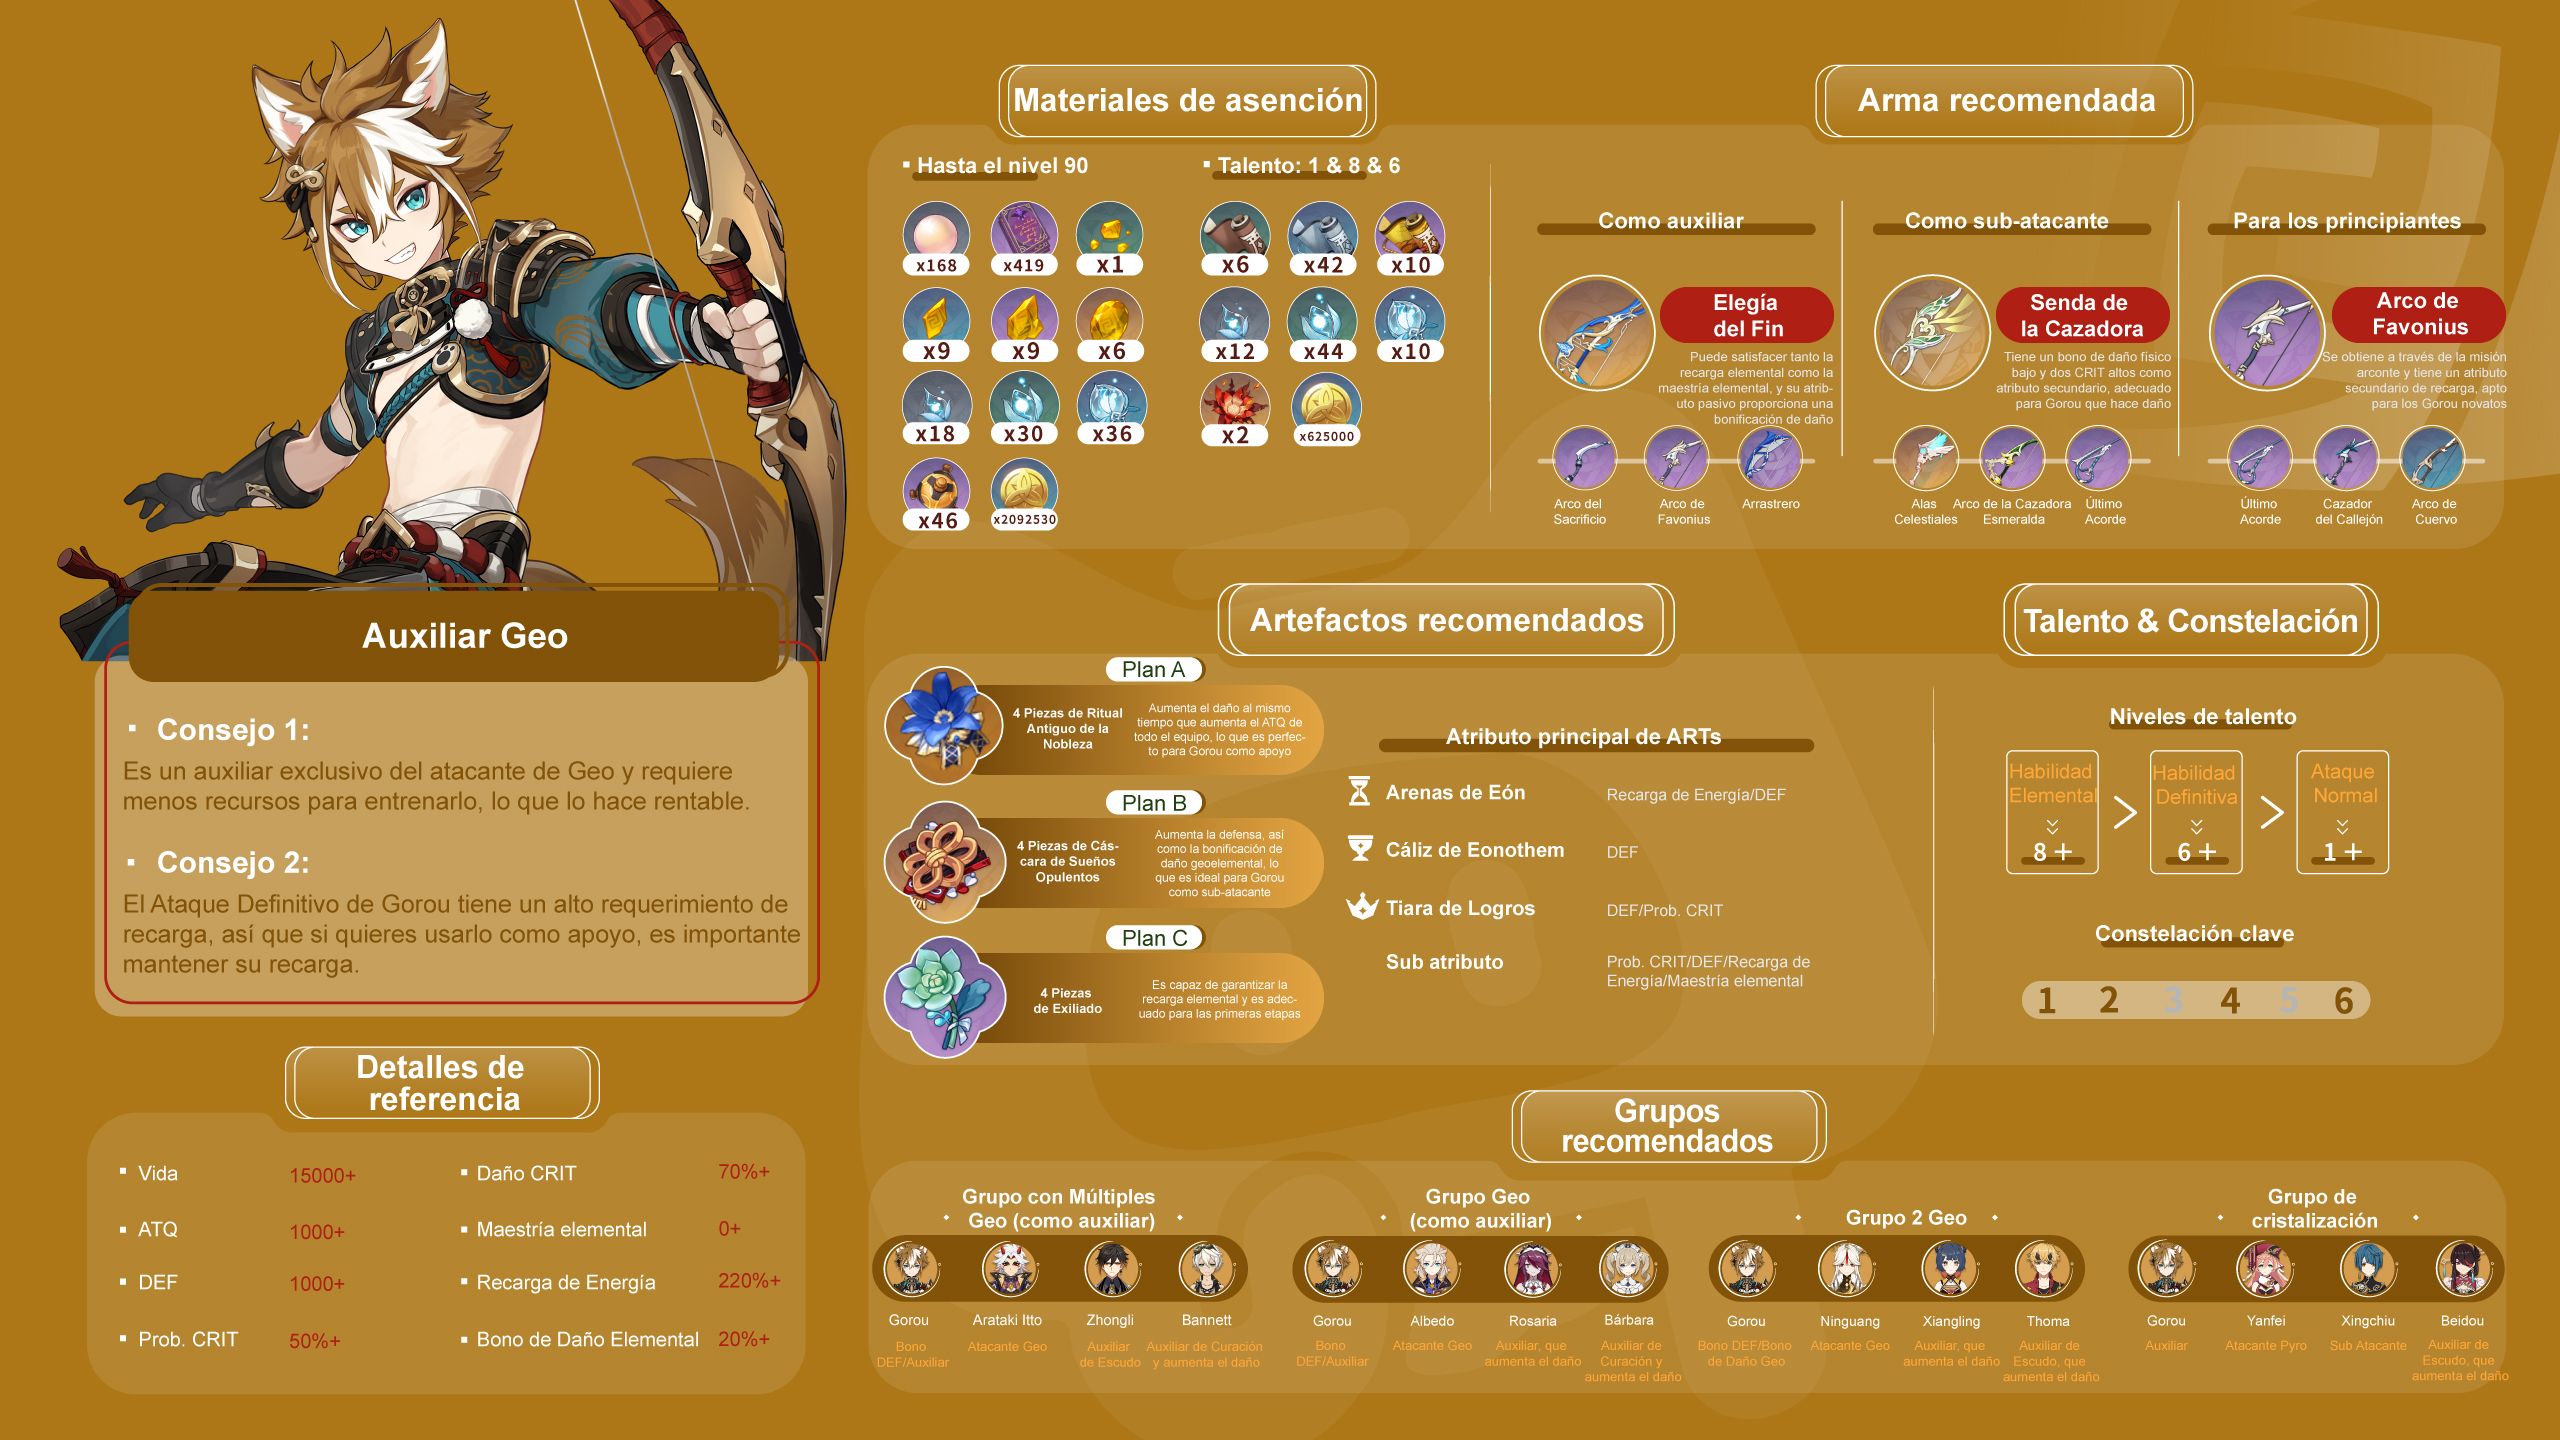 Auxiliar Geo
Consejo 1:
Es un auxiliar exclusivo del atacante de Geo y requiere
menos recursos para entrenarlo, lo que lo hace rentable.
Consejo 2:
El Ataque Definitivo de Gorou tiene un alto requerimiento de
recarga, así que si quieres usarlo como apoyo, es importante
mantener su recarga.
Detalles de
referencia
Vida 15000+
ATQ 1000+
DEF 1000+
Prob. CRIT 50%+
Daño CRIT 70%+
Maestría elemental 0+
Recarga de Energía 220%+
Bono de Daño Elemental 20%+
Materiales de asención
Hasta el nivel 90
x168 x419 x1
x9 x9 x6
x18 x30 x36
x46 x2092530
Talento: 1 & 8 & 6
x6 x42 x10
x12 x44 x10
x2 x625000
Arma recomendada
Como auxiliar
Elegía
del Fin
Puede satisfacer tanto la
recarga elemental como la
maestría elemental, y su atrib-
uto pasivo proporciona una
bonificación de daño
Arco del
Sacrificio
Arco de
Favonius
Arrastrero
Como sub-atacante
Senda de
la Cazadora
Tiene un bono de daño físico
bajo y dos CRIT altos como
atributo secundario, adecuado
para Gorou que hace daño
Alas
Celestiales
Arco de la Cazadora
Esmeralda
Último
Acorde
Para los principiantes
Arco de
Favonius
Se obtiene a través de la misión
arconte y tiene un atributo
secundario de recarga, apto
para los Gorou novatos
Último
Acorde
Cazador
del Callejón
Arco de
Cuervo
Artefactos recomendados
Plan A
4 Piezas de Ritual
Antiguo de la
Nobleza
Aumenta el daño al mismo
tiempo que aumenta el ATQ de
todo el equipo, lo que es perfec-
to para Gorou como apoyo
Plan B
4 Piezas de Cás-
cara de Sueños
Opulentos
Aumenta la defensa, así
como la bonificación de
daño geoelemental, lo
que es ideal para Gorou
como sub-atacante
Plan C
4 Piezas
de Exiliado
Es capaz de garantizar la
recarga elemental y es adec-
uado para las primeras etapas
Atributo principal de ARTs
Arenas de Eón Recarga de Energía/DEF
Cáliz de Eonothem DEF
Tiara de Logros DEF/Prob. CRIT
Sub atributo Prob. CRIT/DEF/Recarga de
Energía/Maestría elemental
Talento & Constelación
Niveles de talento
Habilidad
Elemental
8 +
>
Habilidad
Definitiva
6 +
>
Ataque
Normal
1 +
Constelación clave
1 2 3 4 5 6
Grupos
recomendados
Grupo con Múltiples
Geo (como auxiliar)
Gorou
Bono
DEF/Auxiliar
Arataki Itto
Atacante Geo
Zhongli
Auxiliar
de Escudo
Bannett
Auxiliar de Curación
y aumenta el daño
Grupo Geo
(como auxiliar)
Gorou
Bono
DEF/Auxiliar
Albedo
Atacante Geo
Rosaria
Auxiliar, que
aumenta el daño
Bárbara
Auxiliar de
Curación y
aumenta el daño
Grupo 2 Geo
Gorou
Bono DEF/Bono
de Daño Geo
Ninguang
Atacante Geo
Xiangling
Auxiliar, que
aumenta el daño
Thoma
Auxiliar de
Escudo, que
aumenta el daño
Grupo de
cristalización
Gorou
Auxiliar
Yanfei
Atacante Pyro
Xingchiu
Sub Atacante
Beidou
Auxiliar de
Escudo, que
aumenta el daño